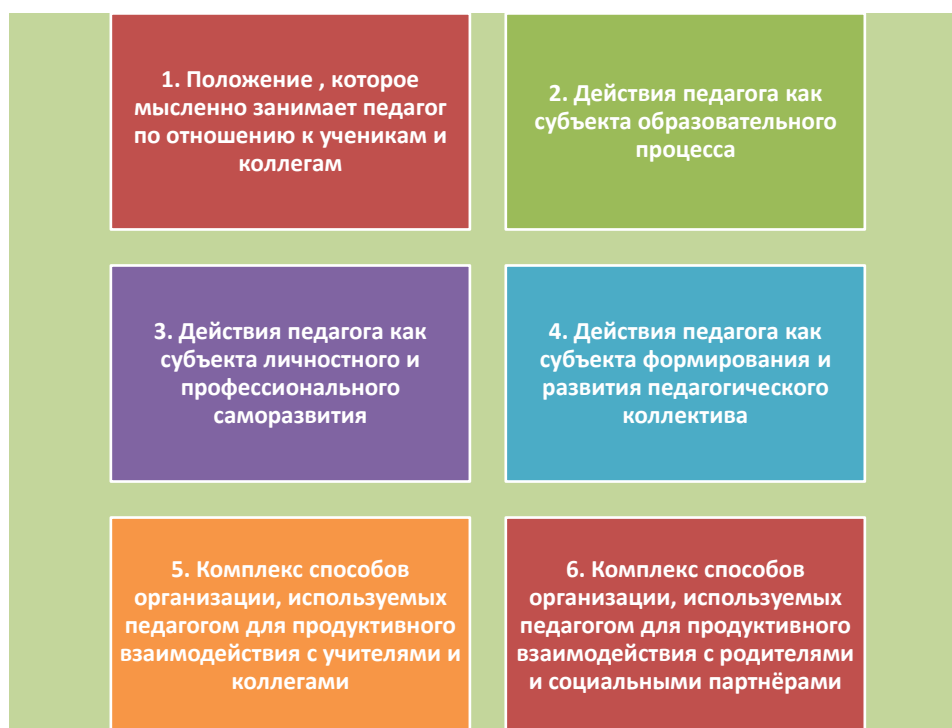 1. Положение , которое
мысленно занимает педагог
по отношению к ученикам и
коллегам
2. Действия педагога как
субъекта образовательного
процесса
3. Действия педагога как
субъекта личностного и
профессионального
саморазвития
4. Действия педагога как
субъекта формирования и
развития педагогического
коллектива
5. Комплекс способов
организации, используемых
педагогом для продуктивного
взаимодействия с учителями и
коллегами
6. Комплекс способов
организации, используемых
педагогом для продуктивного
взаимодействия с родителями
и социальными партнёрами